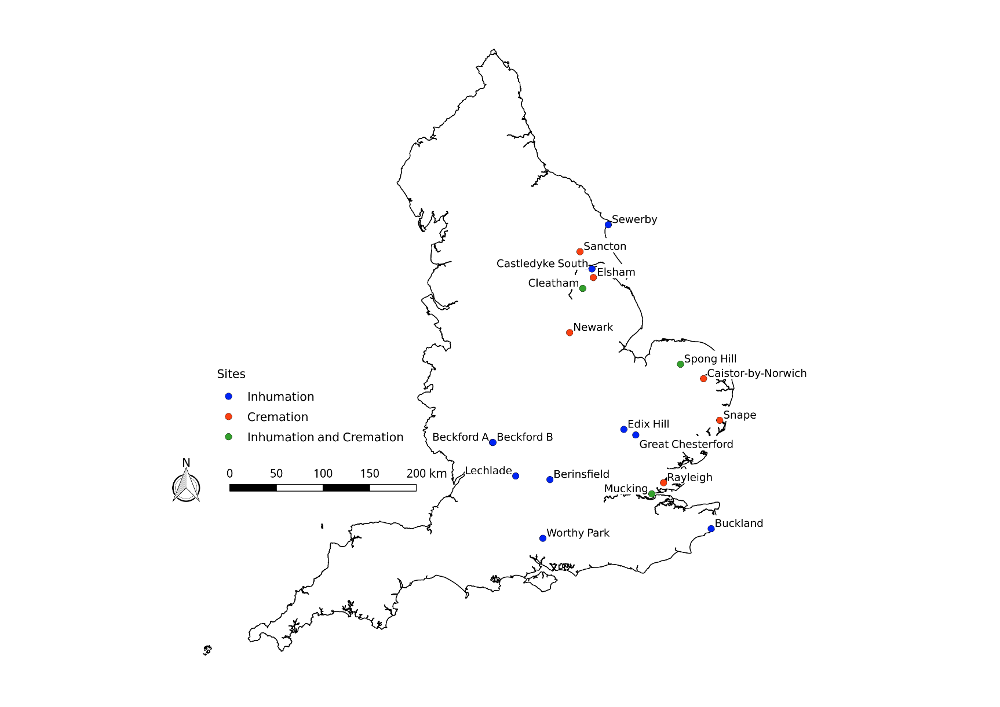 Sewerby
Sancton
Castledyke South
Elsham
Cleatham
Newark
Spong Hill
Caistor-by-Norwich
Snape
Edix Hill
Great Chesterford
Beckford A
Beckford B
Lechlade
Berinsfield
Rayleigh
Mucking
Buckland
Worthy Park
Sites
Inhumation
Cremation
Inhumation and Cremation
N
0 50 100 150 200 km